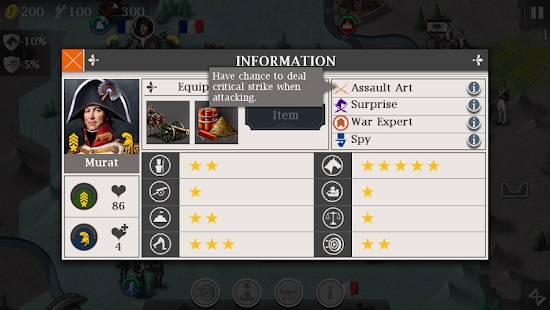 200 100 300
-10%
-5%
INFORMATION
Have chance to deal
critical strike when
attacking.
Equip
Item
Assault Art
Surprise
War Expert
Spy
Murat
86
4